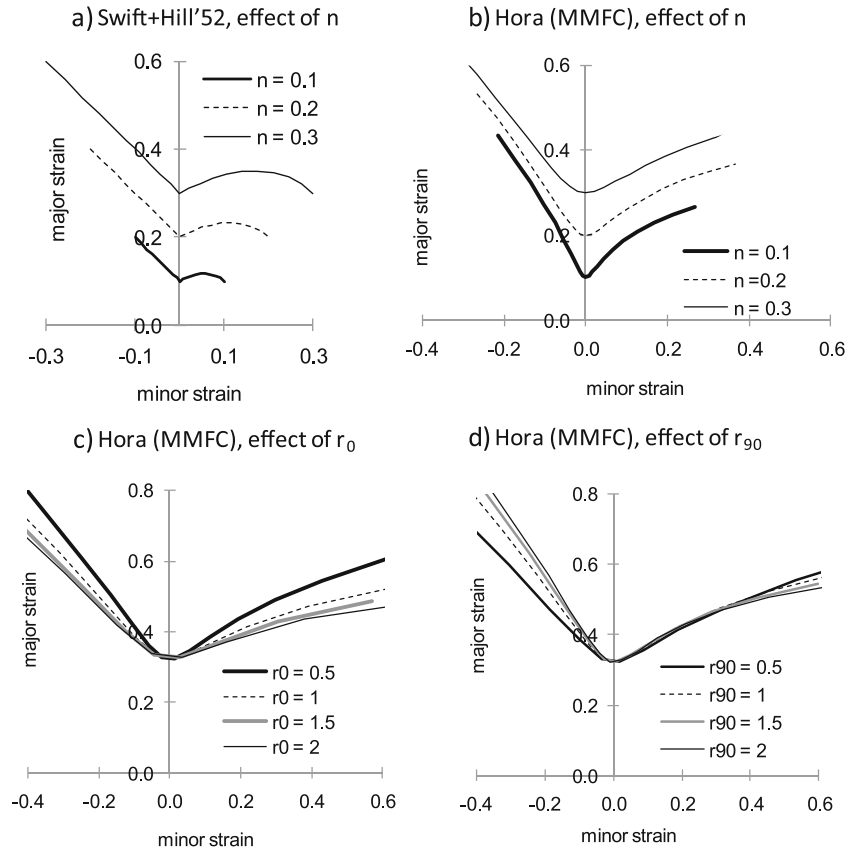 a) Swift+Hill'52, effect of n
0.6
n = 0.1
n = 0.2
n = 0.3
0.4
0.2
0.0
-0.3
-0.1
0.1
0.3
major strain
minor strain
b) Hora (MMFC), effect of n
0.6
0.4
0.2
n = 0.1
n =0.2
n = 0.3
0.0
-0.4
-0.2
0.0
0.2
0.4
0.6
major strain
minor strain
c) Hora (MMFC), effect of r0
0.8
0.6
0.4
0.2
r0 = 0.5
r0 = 1
r0 = 1.5
r0 = 2
0.0
-0.4
-0.2
0.0
0.2
0.4
0.6
major strain
minor strain
d) Hora (MMFC), effect of r90
0.8
0.6
0.4
0.2
r90 = 0.5
r90 = 1
r90 = 1.5
r90 = 2
0.0
-0.4
-0.2
0.0
0.2
0.4
0.6
major strain
minor strain